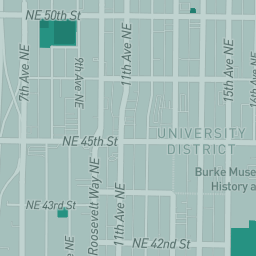 NE 50th St
7th Ave NE
9th Ave NE
11th Ave NE
15th Ave NE
NE 45th St
UNIVERSITY
DISTRICT
Burke Muse
History a
Roosevelt Way NE
11th Ave NE
NE 43rd St
NE 42nd St